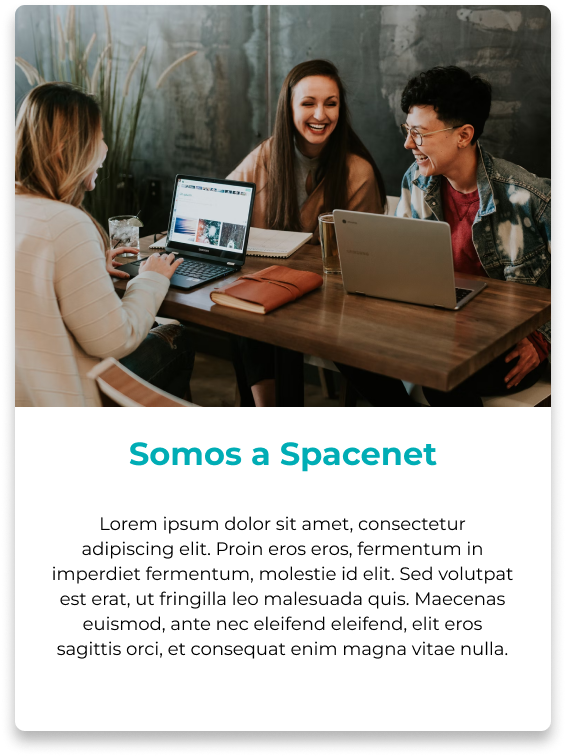 Somos a Spacenet
Lorem ipsum dolor sit amet, consectetur
adipiscing elit. Proin eros eros, fermentum in
imperdiet fermentum, molestie id elit. Sed volutpat
est erat, ut fringilla leo malesuada quis. Maecenas
euismod, ante nec eleifend eleifend, elit eros
sagittis orci, et consequat enim magna vitae nulla.